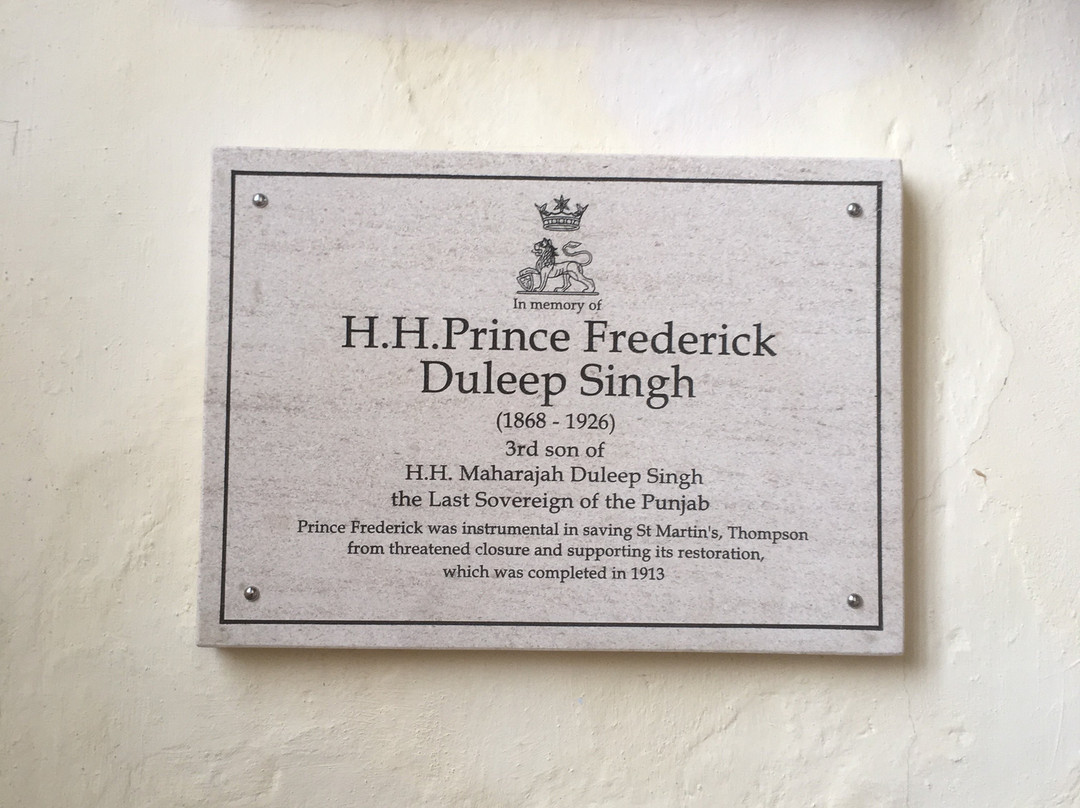 In memory of
H.H.Prince Frederick
Duleep Singh
(1868 - 1926)
3rd son of
H.H. Maharajah Duleep Singh
the Last Sovereign of the Punjab
Prince Frederick was instrumental in saving St Martin's, Thompson
from threatened closure and supporting its restoration,
which was completed in 1913